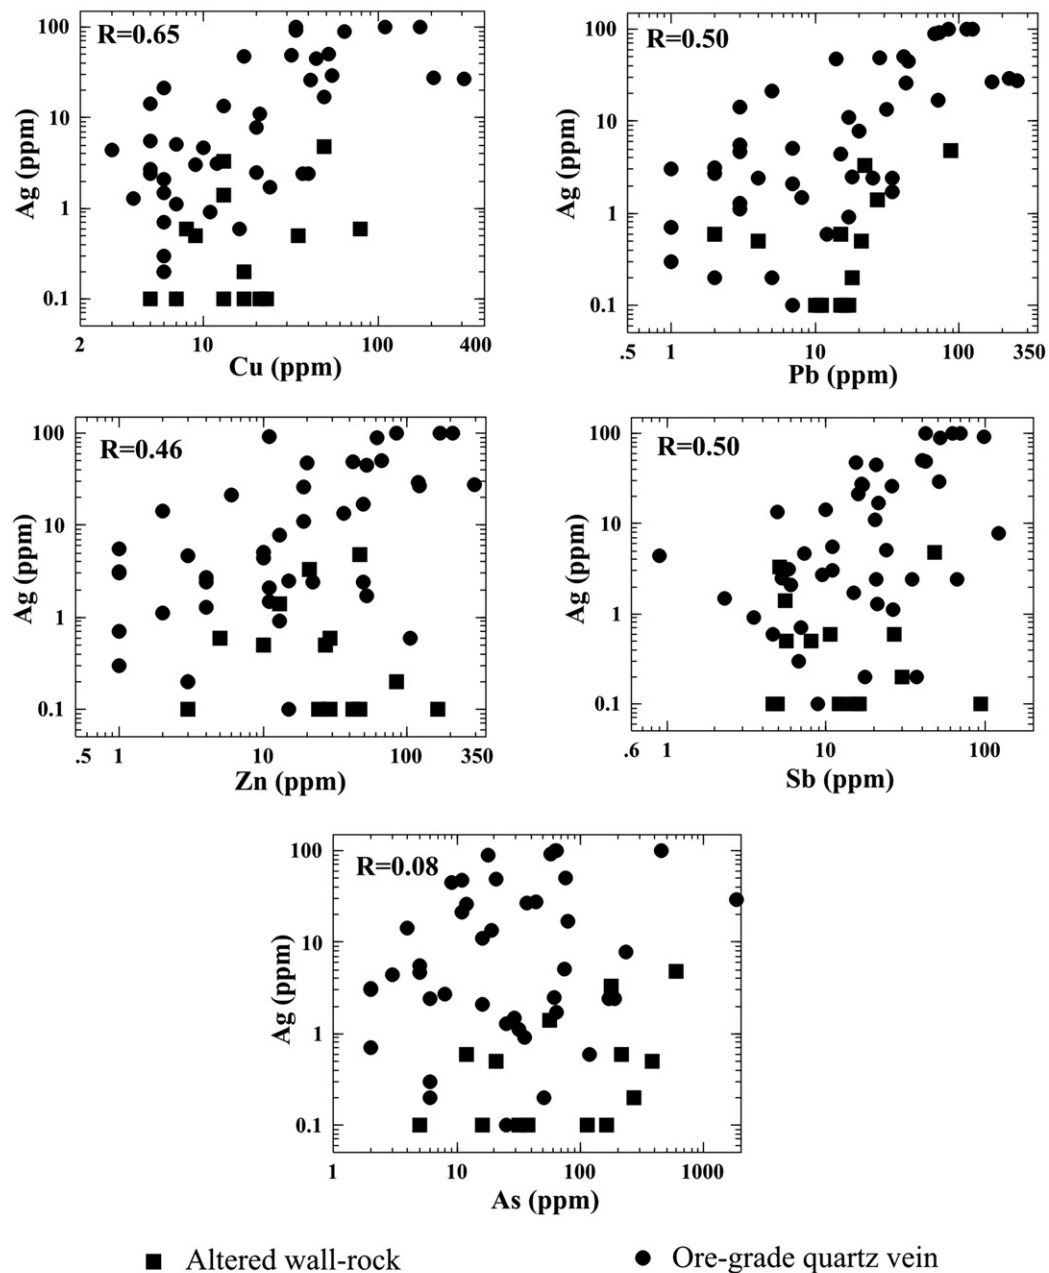 R=0.65
100
10
1
0.1
Ag (ppm)
2
10
100
400
Cu (ppm)
R=0.50
100
10
1
0.1
Ag (ppm)
.5
1
10
100
350
Pb (ppm)
R=0.46
100
10
1
0.1
Ag (ppm)
.5
1
10
100
350
Zn (ppm)
R=0.50
100
10
1
0.1
Ag (ppm)
.6
1
10
100
Sb (ppm)
R=0.08
100
10
1
0.1
Ag (ppm)
1
10
100
1000
As (ppm)
Altered wall-rock
Ore-grade quartz vein